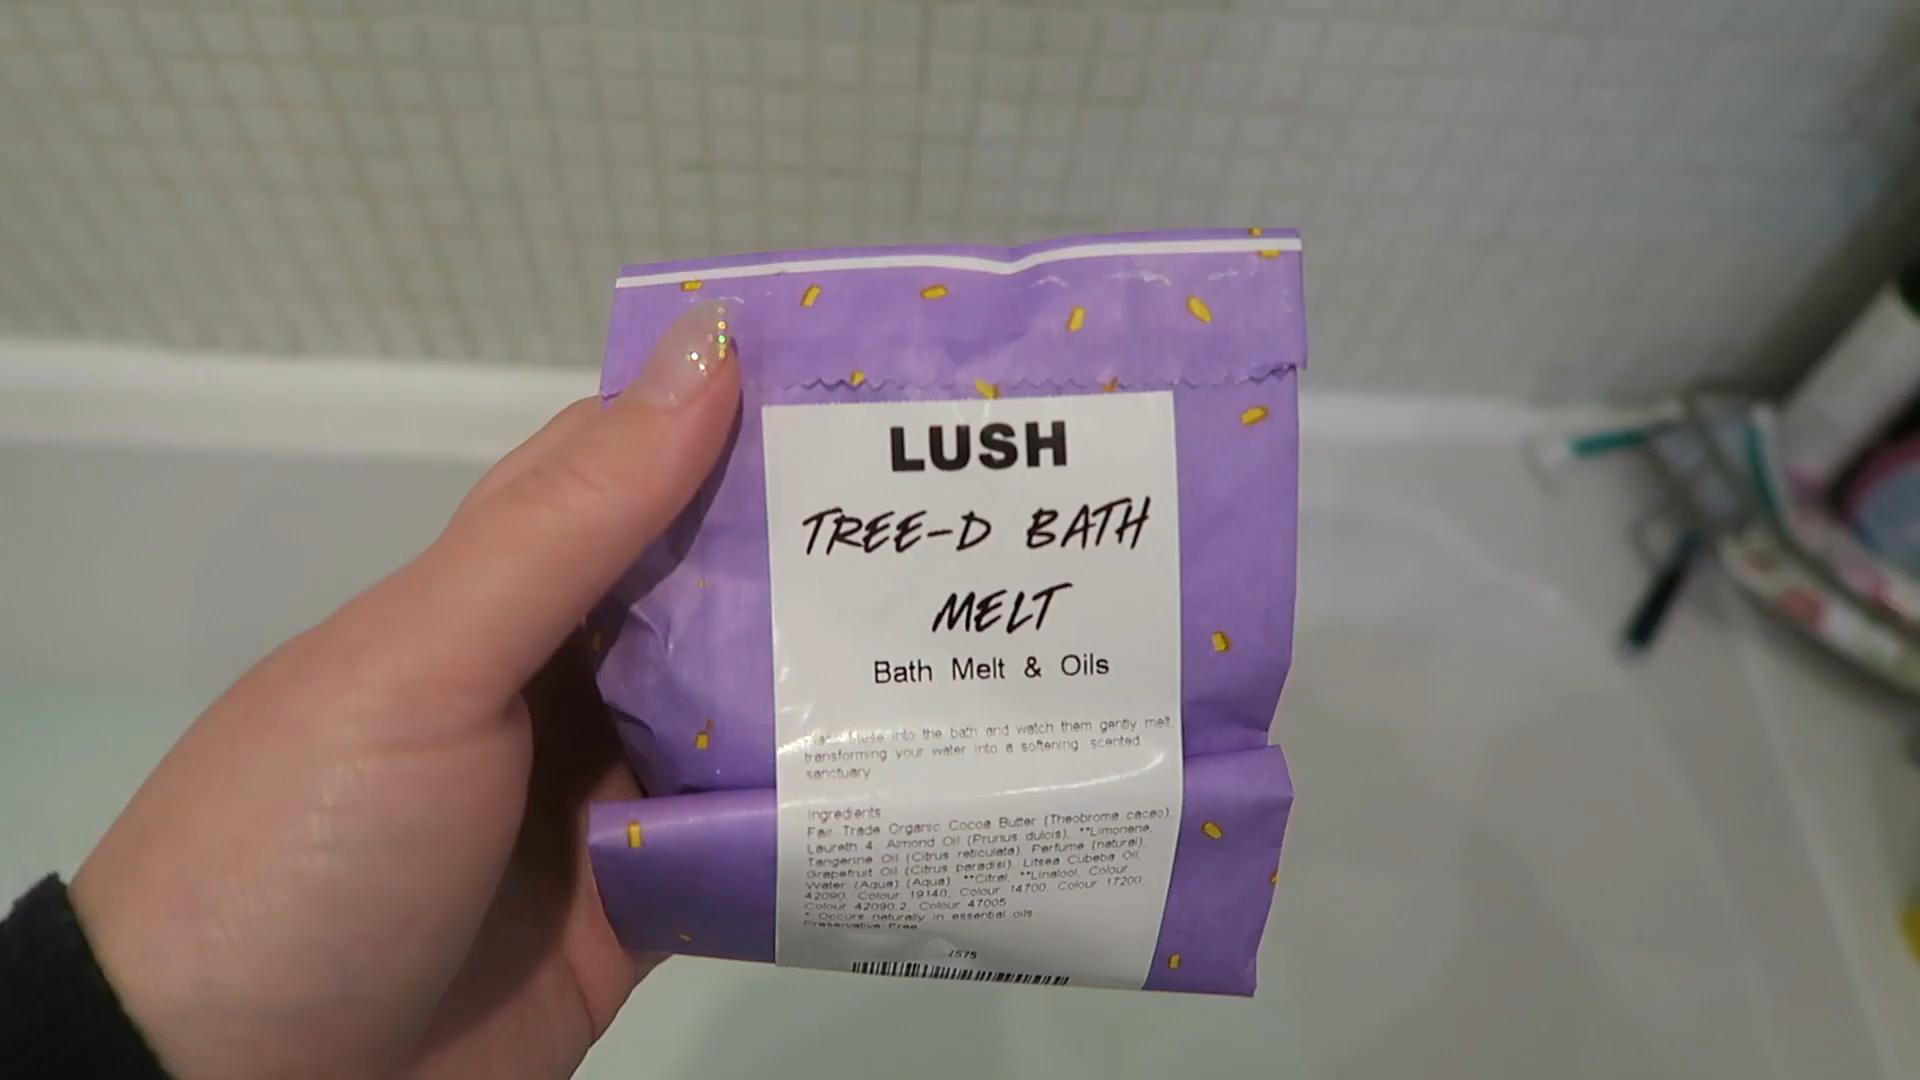 LUSH
TREE-D BATH
MELT
Bath Melt & Oils
into the bath and watch them gently melt,
transforming your water into a softening, scented
sanctuary
Ingredients
Fair Trade Organic Cocoa Butter (Theobroma cacao),
Laureth 4, Almond Oil (Prunus dulcis), **Limonene,
Tangerine Oil (Citrus reticulata), Perfume (natural),
Grapefruit Oil (Citrus paradisi), Litsea Cubeba Oil,
Water (Aqua) (Aqua), **Citral, **Linalool, Colour
42090, Colour 19140, Colour 14700, Colour 17200
Colour 42090:2, Colour 47005
* Occurs naturally in essential oils
Preservative Free
7575